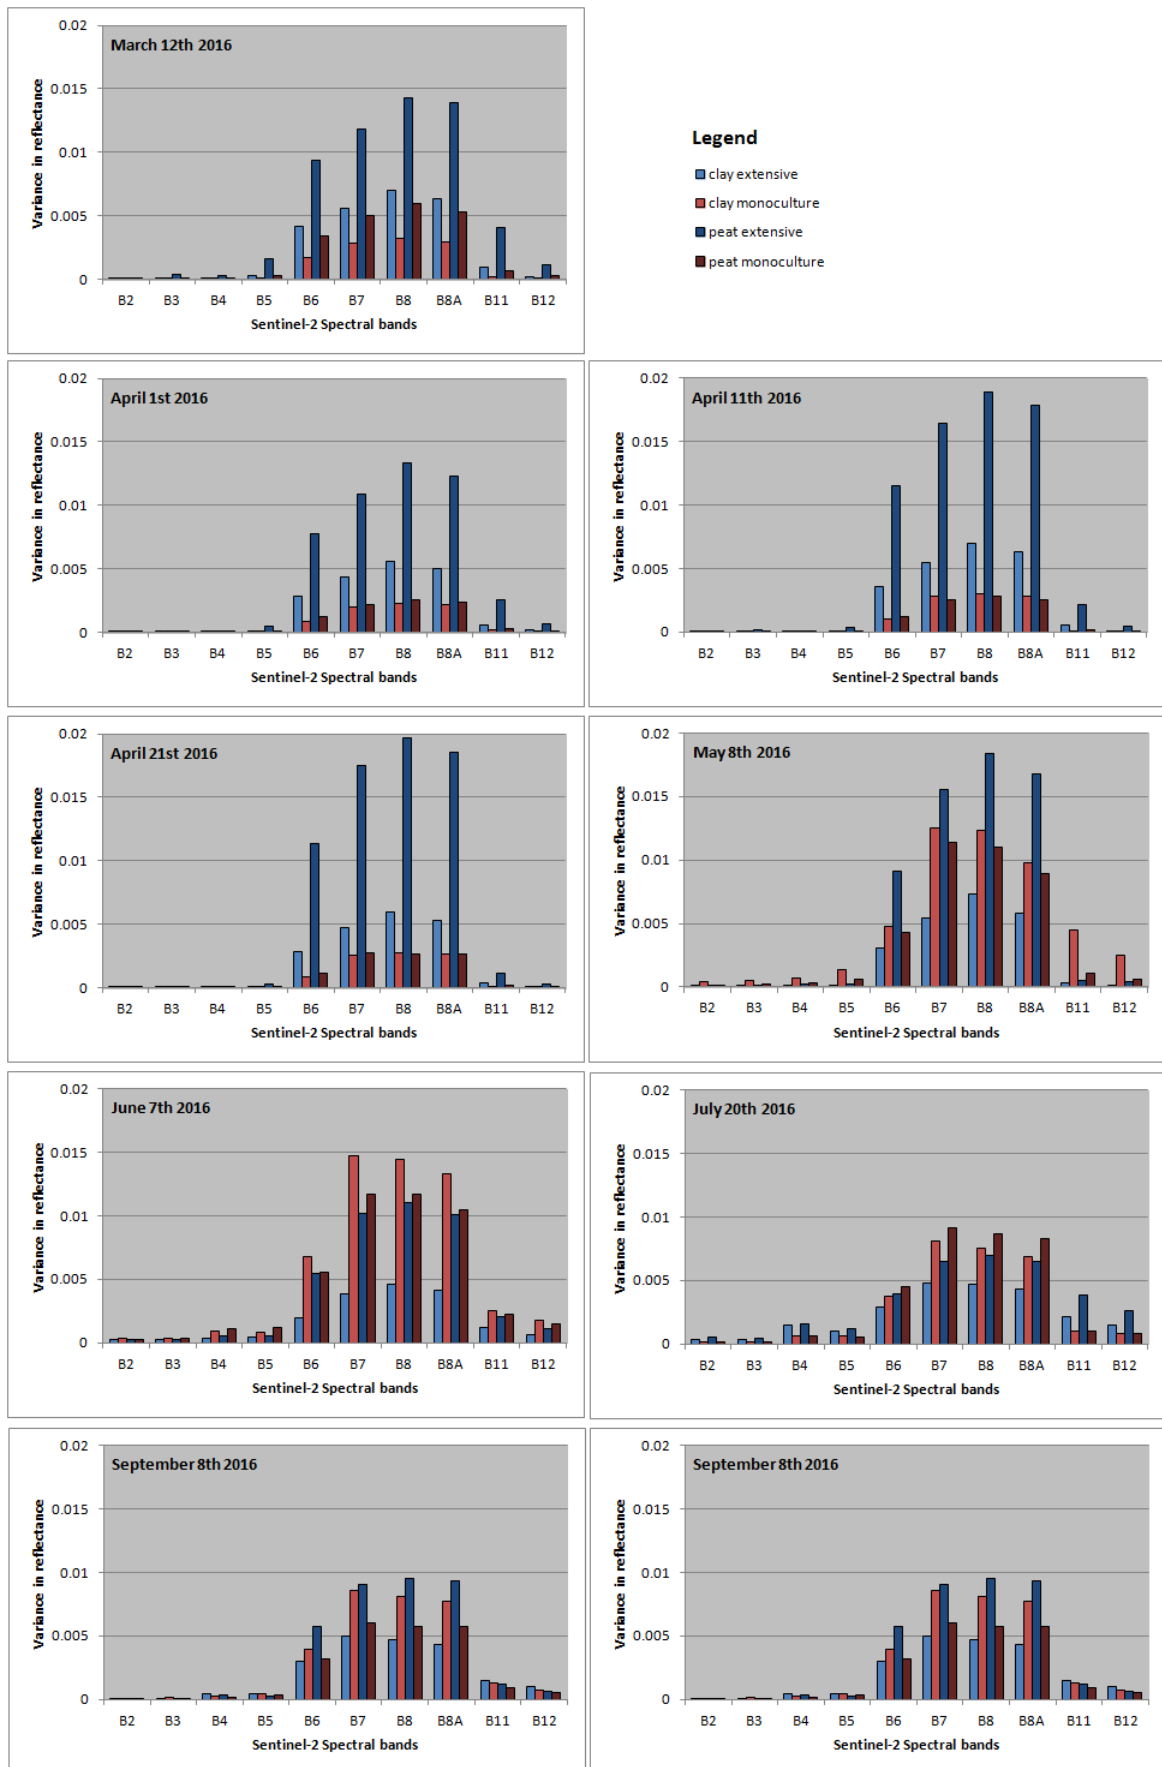 March 12th 2016
Variance in reflectance
0.02
0.015
0.01
0.005
0
B2 B3 B4 B5 B6 B7 B8 B8A B11 B12
Sentinel-2 Spectral bands
Legend
clay extensive
clay monoculture
peat extensive
peat monoculture
April 1st 2016
Variance in reflectance
0.02
0.015
0.01
0.005
0
B2 B3 B4 B5 B6 B7 B8 B8A B11 B12
Sentinel-2 Spectral bands
April 11th 2016
Variance in reflectance
0.02
0.015
0.01
0.005
0
B2 B3 B4 B5 B6 B7 B8 B8A B11 B12
Sentinel-2 Spectral bands
April 21st 2016
Variance in reflectance
0.02
0.015
0.01
0.005
0
B2 B3 B4 B5 B6 B7 B8 B8A B11 B12
Sentinel-2 Spectral bands
May 8th 2016
Variance in reflectance
0.02
0.015
0.01
0.005
0
B2 B3 B4 B5 B6 B7 B8 B8A B11 B12
Sentinel-2 Spectral bands
June 7th 2016
Variance in reflectance
0.02
0.015
0.01
0.005
0
B2 B3 B4 B5 B6 B7 B8 B8A B11 B12
Sentinel-2 Spectral bands
July 20th 2016
Variance in reflectance
0.02
0.015
0.01
0.005
0
B2 B3 B4 B5 B6 B7 B8 B8A B11 B12
Sentinel-2 Spectral bands
September 8th 2016
Variance in reflectance
0.02
0.015
0.01
0.005
0
B2 B3 B4 B5 B6 B7 B8 B8A B11 B12
Sentinel-2 Spectral bands
September 8th 2016
Variance in reflectance
0.02
0.015
0.01
0.005
0
B2 B3 B4 B5 B6 B7 B8 B8A B11 B12
Sentinel-2 Spectral bands